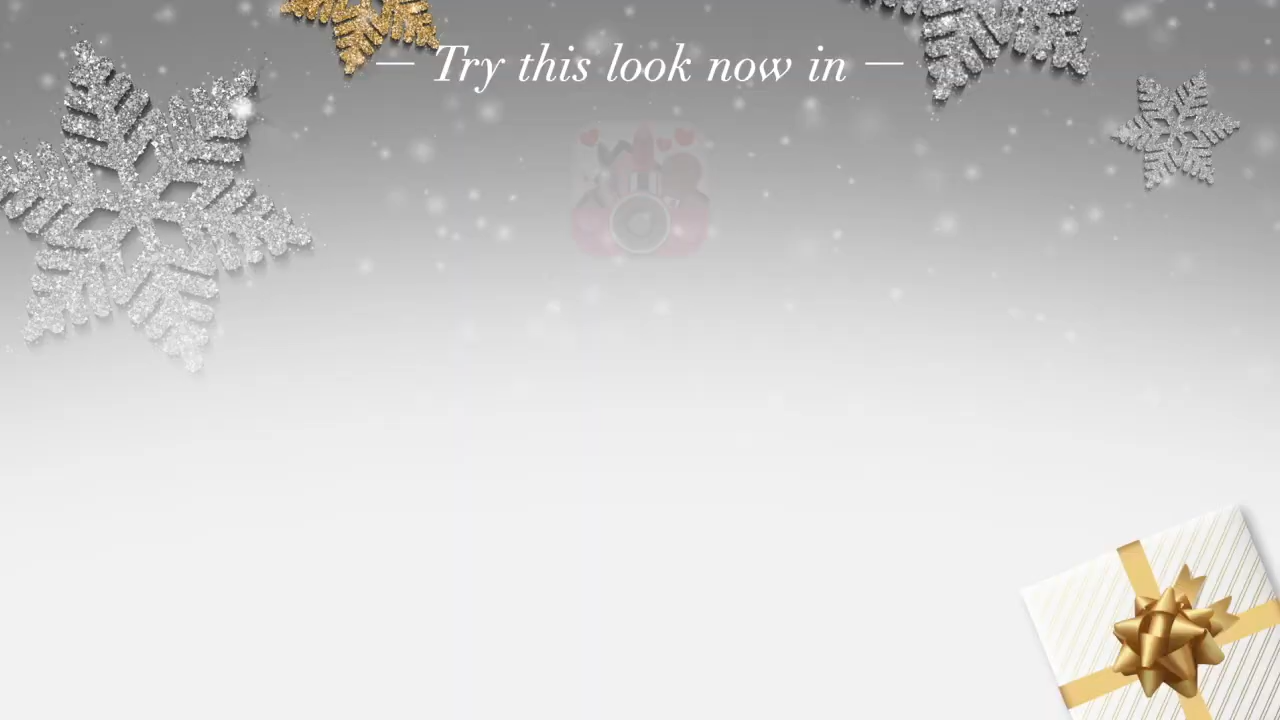 — Try this look now in —